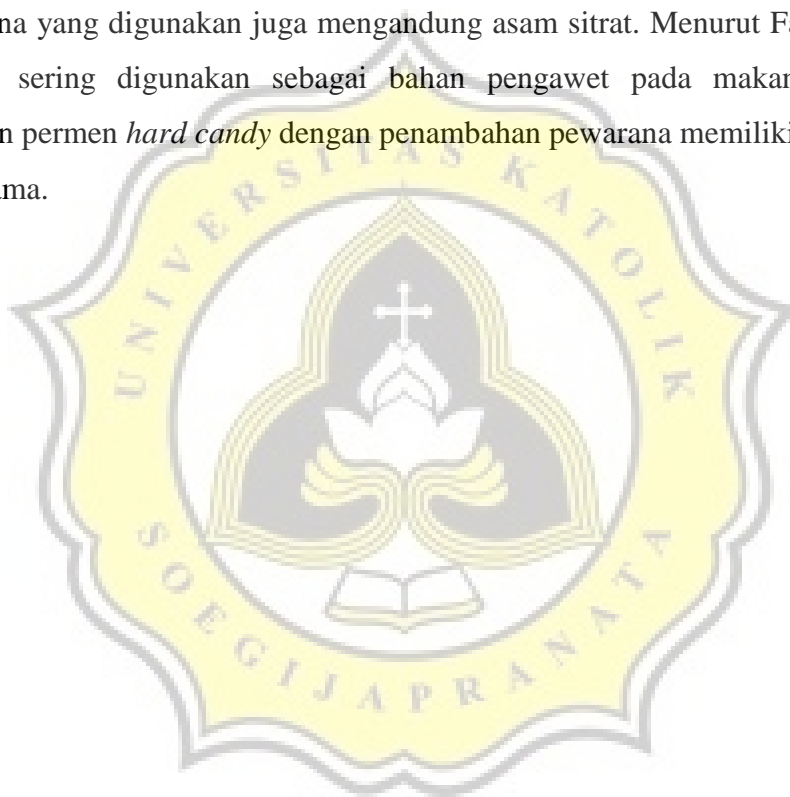 na yang digunakan juga mengandung asam sitrat. Menurut Fa
sering digunakan sebagai bahan pengawet pada makan
n permen hard candy dengan penambahan pewarana memiliki
ama.
UNIVERSITAS KATOLIK
SOEGIJAPRANATA